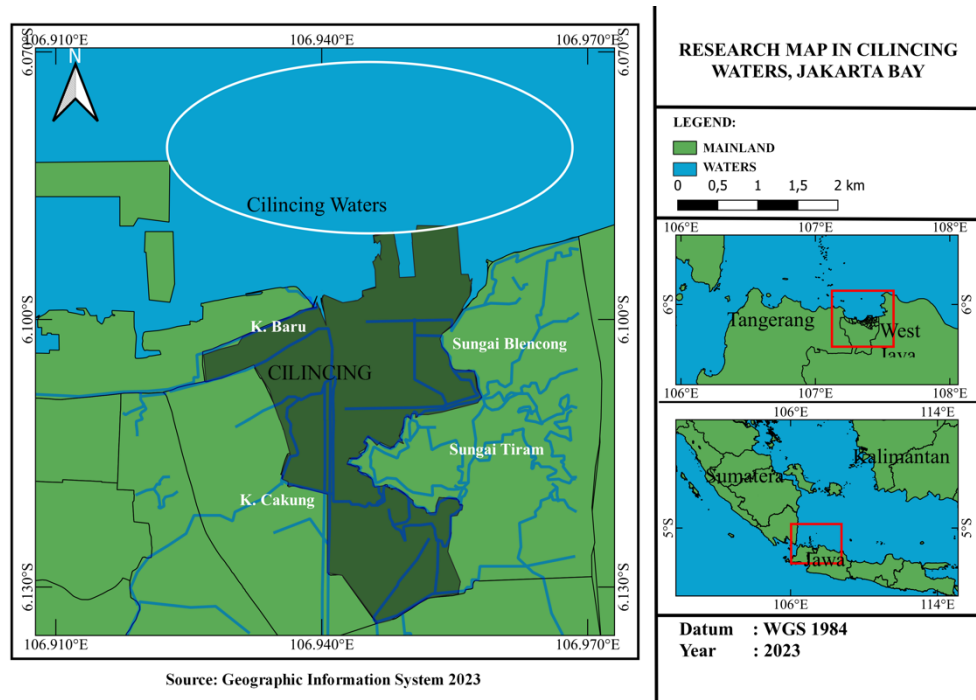 106.910°E 106.940°E 106.970°E
6.070°S 6.070°S
N
Cilincing Waters
6.100°S 6.100°S
K. Baru
Sungai Blencong
CILINCING
Sungai Tiram
K. Cakung
6.130°S 6.130°S
106.910°E 106.940°E 106.970°E
Source: Geographic Information System 2023
RESEARCH MAP IN CILINCING
WATERS, JAKARTA BAY
LEGEND:
MAINLAND
WATERS
0 0,5 1 1,5 2 km
106°E 107°E 108°E
6°S 6°S
Tangerang West
Java
106°E 107°E 108°E
106°E 114°E
Kalimantan
Sumatera
5°S 5°S
Jawa
106°E 114°E
Datum : WGS 1984
Year : 2023